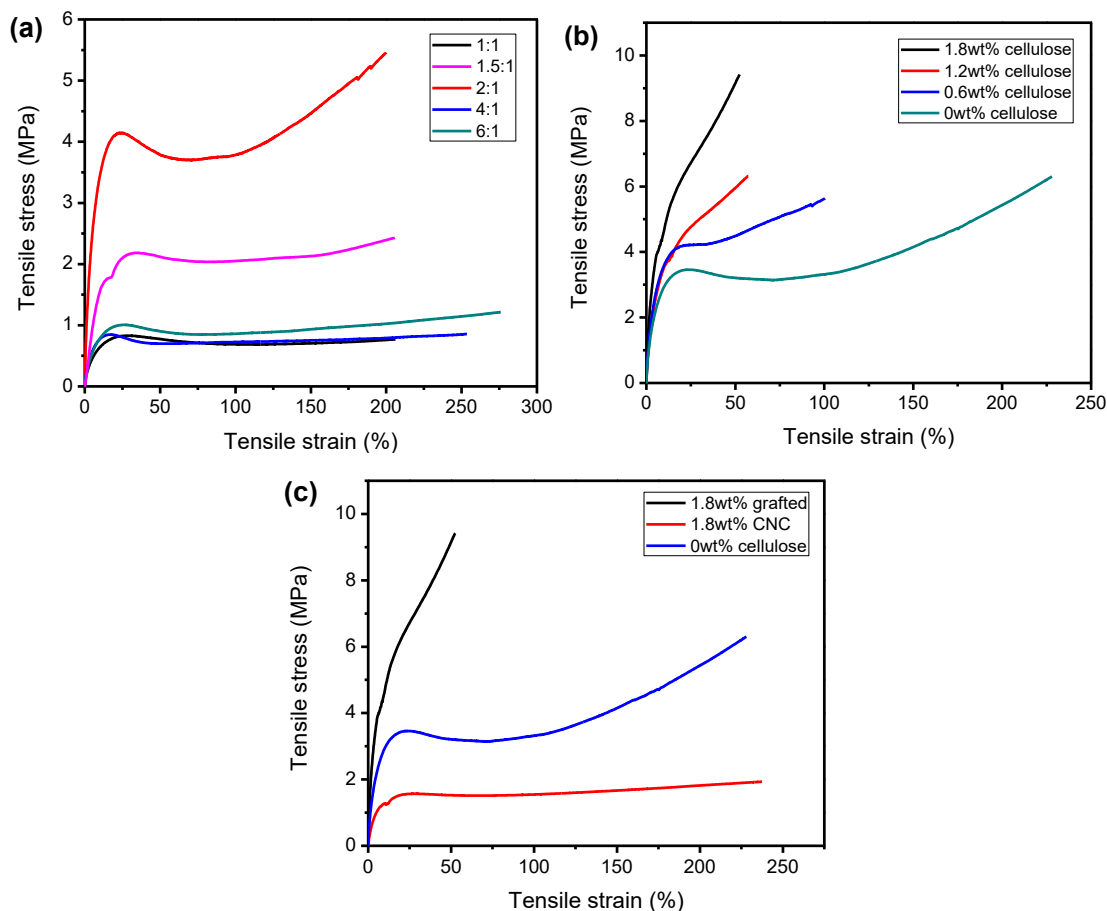 (a)
6
5
4
3
2
1
0
Tensile stress (MPa)
1:1
1.5:1
2:1
4:1
6:1
0 50 100 150 200 250 300
Tensile strain (%)
(b)
10
8
6
4
2
0
Tensile stress (MPa)
1.8wt% cellulose
1.2wt% cellulose
0.6wt% cellulose
0wt% cellulose
0 50 100 150 200 250
Tensile strain (%)
(c)
10
8
6
4
2
0
Tensile stress (MPa)
1.8wt% grafted
1.8wt% CNC
0wt% cellulose
0 50 100 150 200 250
Tensile strain (%)